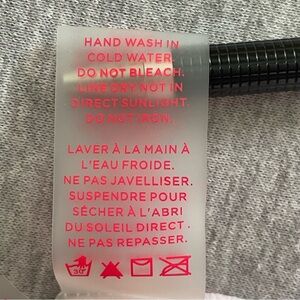 HAND WASH IN
COLD WATER.
DO NOT BLEACH.
LINE DRY NOT IN
DIRECT SUNLIGHT.
DO NOT IRON.
LAVER À LA MAIN À
L'EAU FROIDE.
NE PAS JAVELLISER.
SUSPENDRE POUR
SÉCHER À L'ABRI
DU SOLEIL DIRECT.
NE PAS REPASSER.
30°